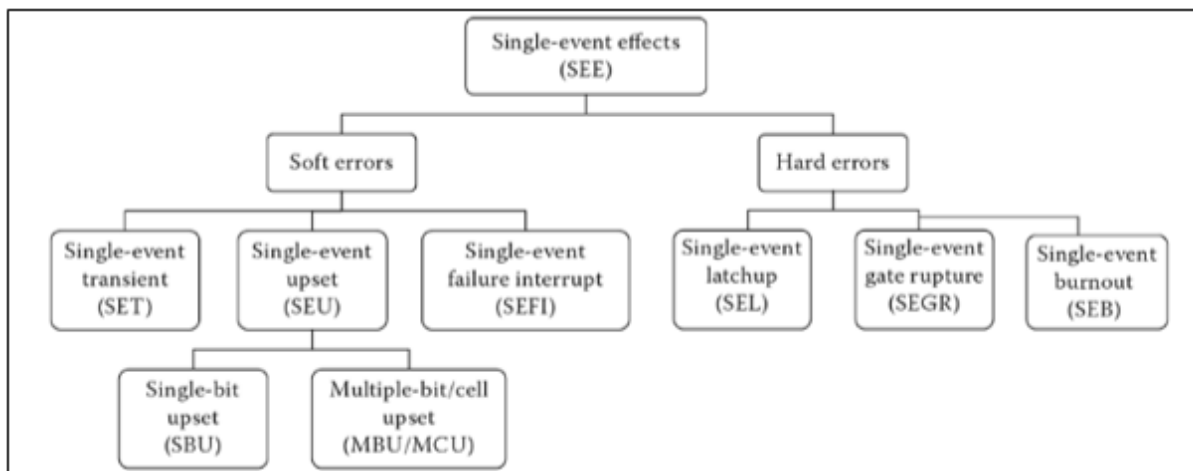 Single-event effects
(SEE)
Soft errors
Hard errors
Single-event
transient
(SET)
Single-event
upset
(SEU)
Single-event
failure interrupt
(SEFI)
Single-event
latchup
(SEL)
Single-event
gate rupture
(SEGR)
Single-event
burnout
(SEB)
Single-bit
upset
(SBU)
Multiple-bit/cell
upset
(MBU/MCU)